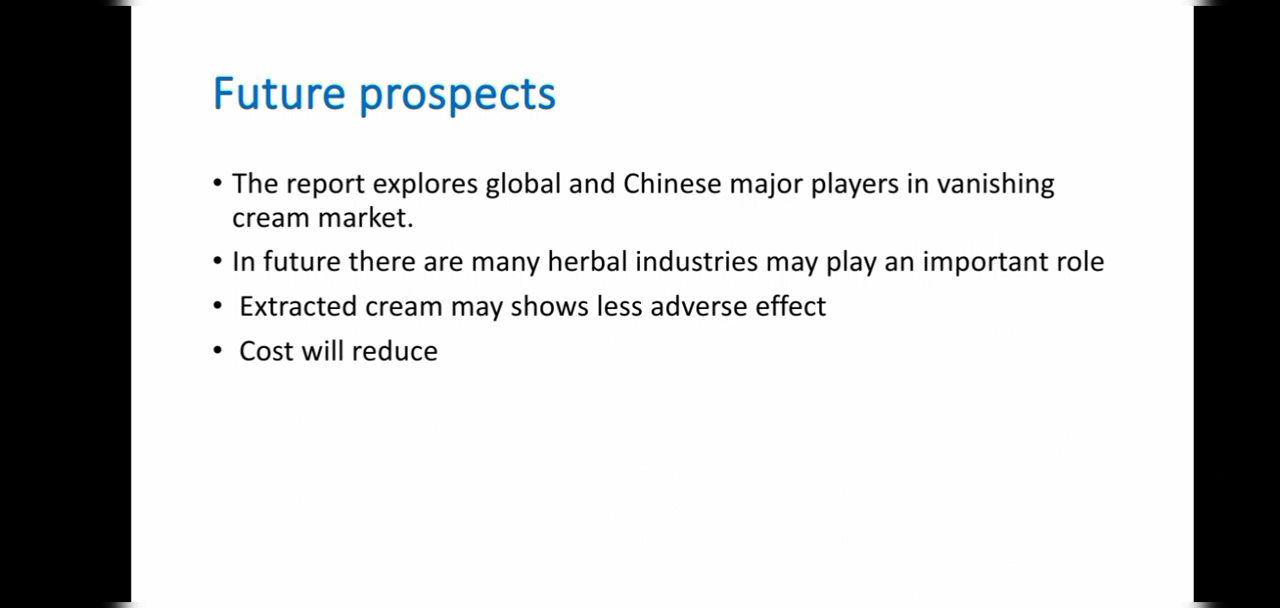 Future prospects
• The report explores global and Chinese major players in vanishing
cream market.
• In future there are many herbal industries may play an important role
• Extracted cream may shows less adverse effect
• Cost will reduce